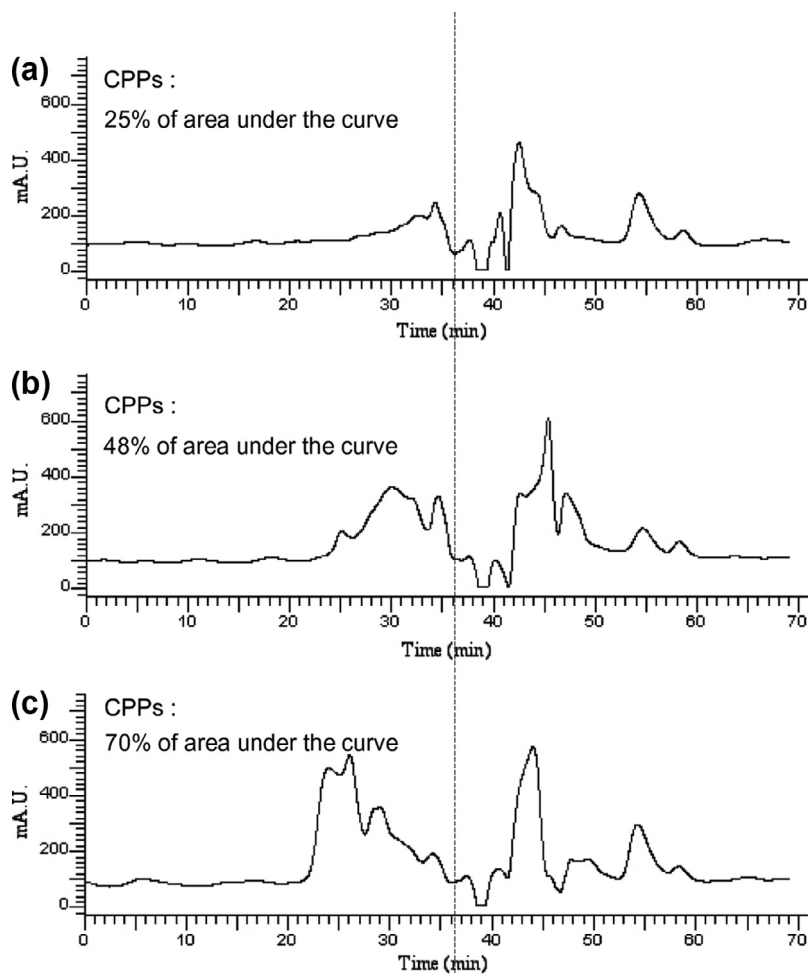 (a)
CPPs :
25% of area under the curve
mA.U.
600
400
200
0
0 10 20 30 40 50 60 70
Time (min)
(b)
CPPs :
48% of area under the curve
mA.U.
600
400
200
0
0 10 20 30 40 50 60 70
Time (min)
(c)
CPPs :
70% of area under the curve
mA.U.
600
400
200
0
0 10 20 30 40 50 60 70
Time (min)